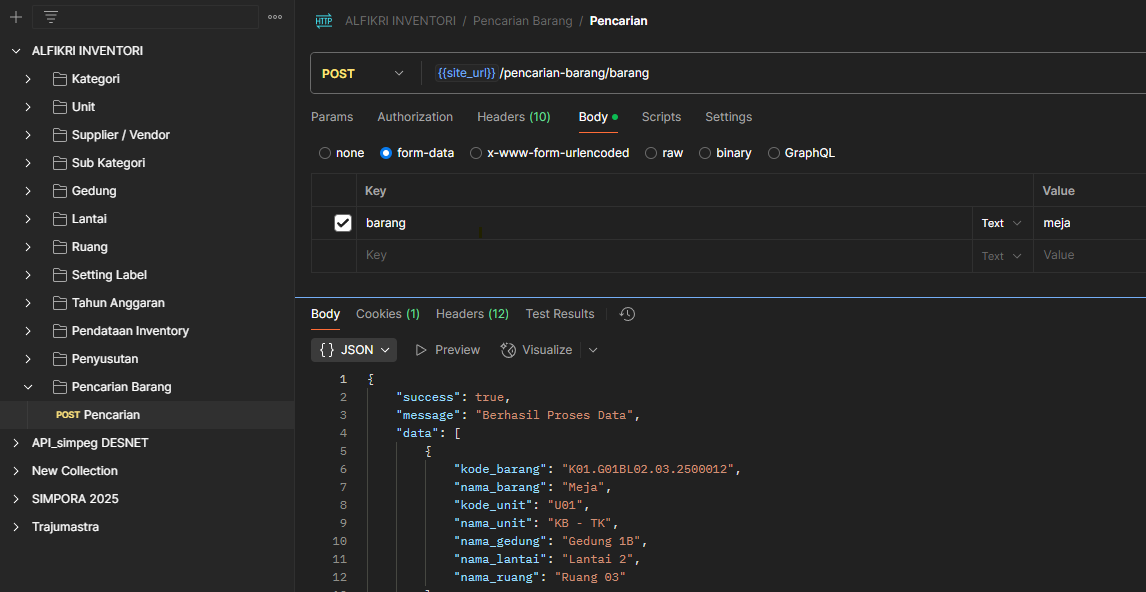 ALFIKRI INVENTORI / Pencarian Barang / Pencarian
ALFIKRI INVENTORI
Kategori
Unit
Supplier / Vendor
Sub Kategori
Gedung
Lantai
Ruang
Setting Label
Tahun Anggaran
Pendataan Inventory
Penyusutan
Pencarian Barang
POST Pencarian
API_simpeg DESNET
New Collection
SIMPORA 2025
Trajumastra
HTTP
POST {{site_url}}/pencarian-barang/barang
Params Authorization Headers (10) Body Scripts Settings
none form-data x-www-form-urlencoded raw binary GraphQL
Key Value
barang Text meja
Key Text Value
Body Cookies (1) Headers (12) Test Results
{} JSON Preview Visualize
1 {
2 "success": true,
3 "message": "Berhasil Proses Data",
4 "data": [
5 {
6 "kode_barang": "K01.G01BL02.03.2500012",
7 "nama_barang": "Meja",
8 "kode_unit": "U01",
9 "nama_unit": "KB - TK",
10 "nama_gedung": "Gedung 1B",
11 "nama_lantai": "Lantai 2",
12 "nama_ruang": "Ruang 03"